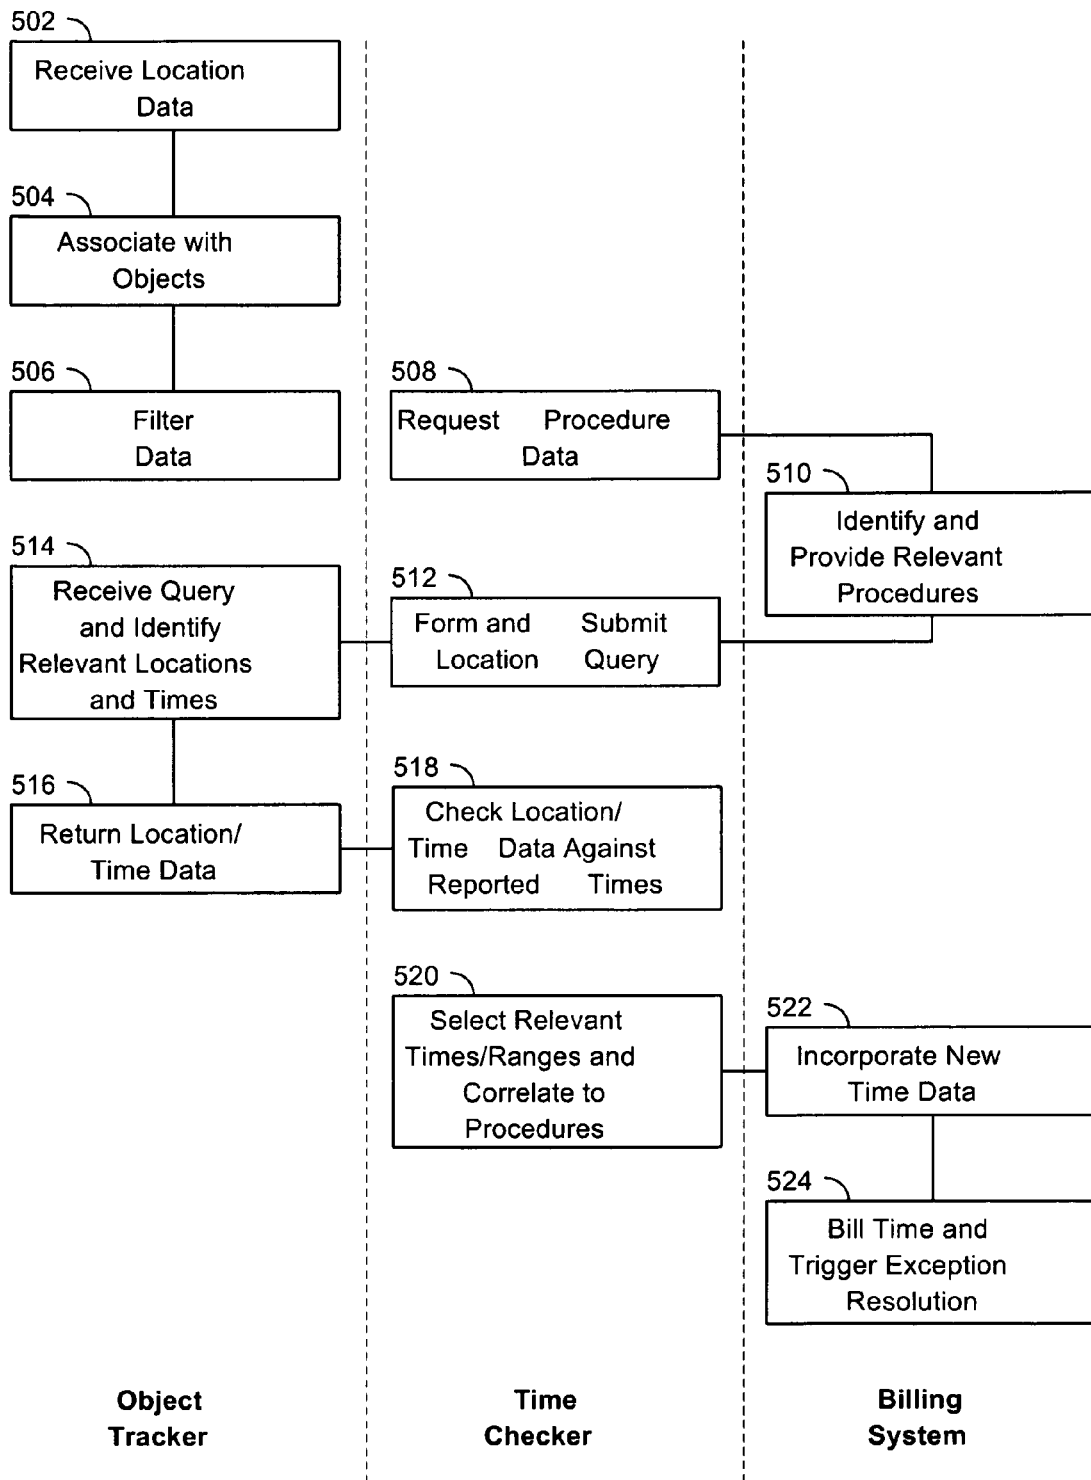 502
Receive Location
Data
504
Associate with
Objects
506
Filter
Data
508
Request Procedure
Data
510
Identify and
Provide Relevant
Procedures
512
Form and Submit
Location Query
514
Receive Query
and Identify
Relevant Locations
and Times
516
Return Location/
Time Data
518
Check Location/
Time Data Against
Reported Times
520
Select Relevant
Times/Ranges and
Correlate to
Procedures
522
Incorporate New
Time Data
524
Bill Time and
Trigger Exception
Resolution
Object
Tracker
Time
Checker
Billing
System